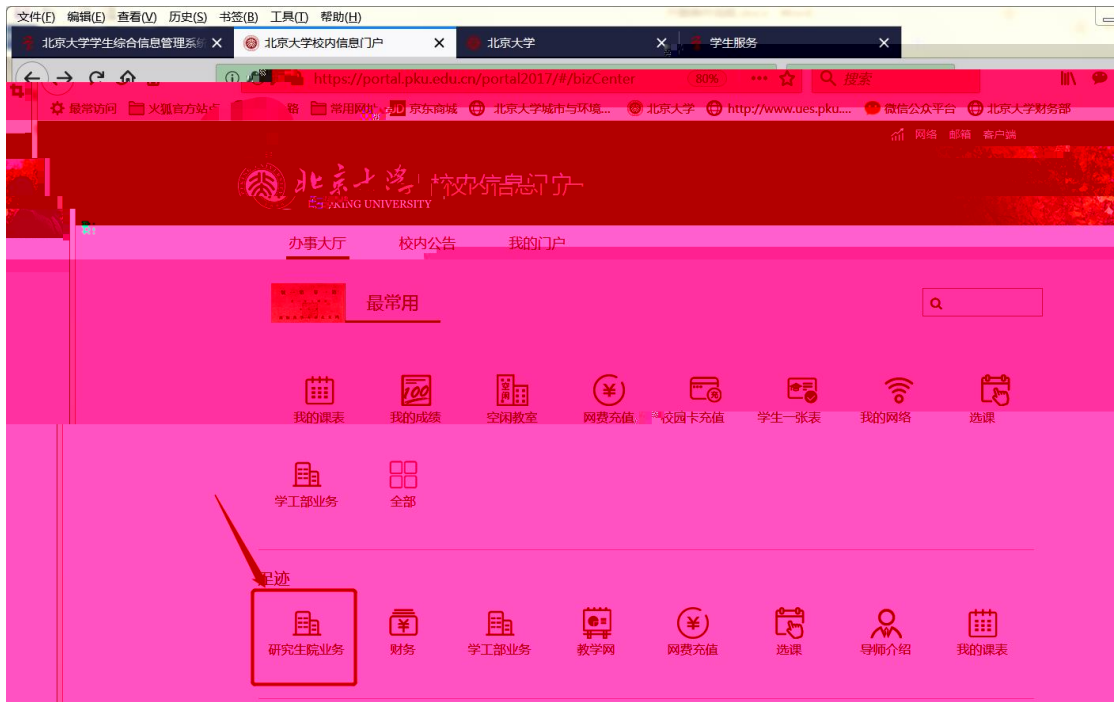 文件(F) 编辑(E) 查看(V) 历史(S) 书签(B) 工具(T) 帮助(H)
北京大学学生综合信息管理系统 北京大学校内信息门户 北京大学 学生服务
https://portal.pku.edu.cn/portal2017/#/bizCenter 80% 搜索
最常访问 火狐官方站点 常用网址 JD 京东商城 北京大学城市与环境... 北京大学 http://www.ues.pku.... 微信公众平台 北京大学财务部
网络 邮箱 客户端
北京大学 校内信息门户
PEKING UNIVERSITY
办事大厅 校内公告 我的门户
最常用
我的课表 我的成绩 空闲教室 网费充值 校园卡充值 学生一张表 我的网络 选课
学工部业务 全部
足迹
研究生院业务 财务 学工部业务 教学网 网费充值 选课 导师介绍 我的课表